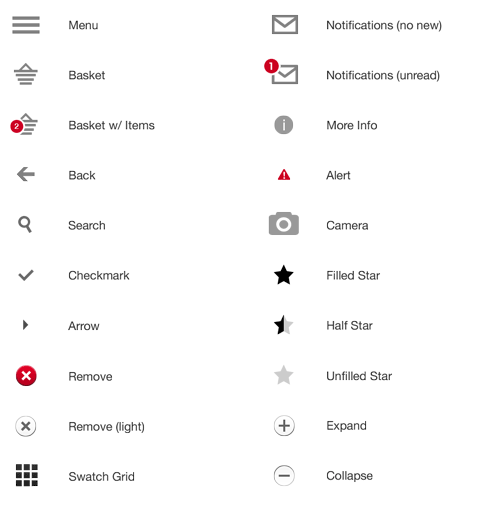 Menu
Notifications (no new)
Basket
1
Notifications (unread)
2
Basket w/ Items
i
More Info
Back
Alert
Search
Camera
Checkmark
Filled Star
Arrow
Half Star
Remove
Unfilled Star
Remove (light)
Expand
Swatch Grid
Collapse